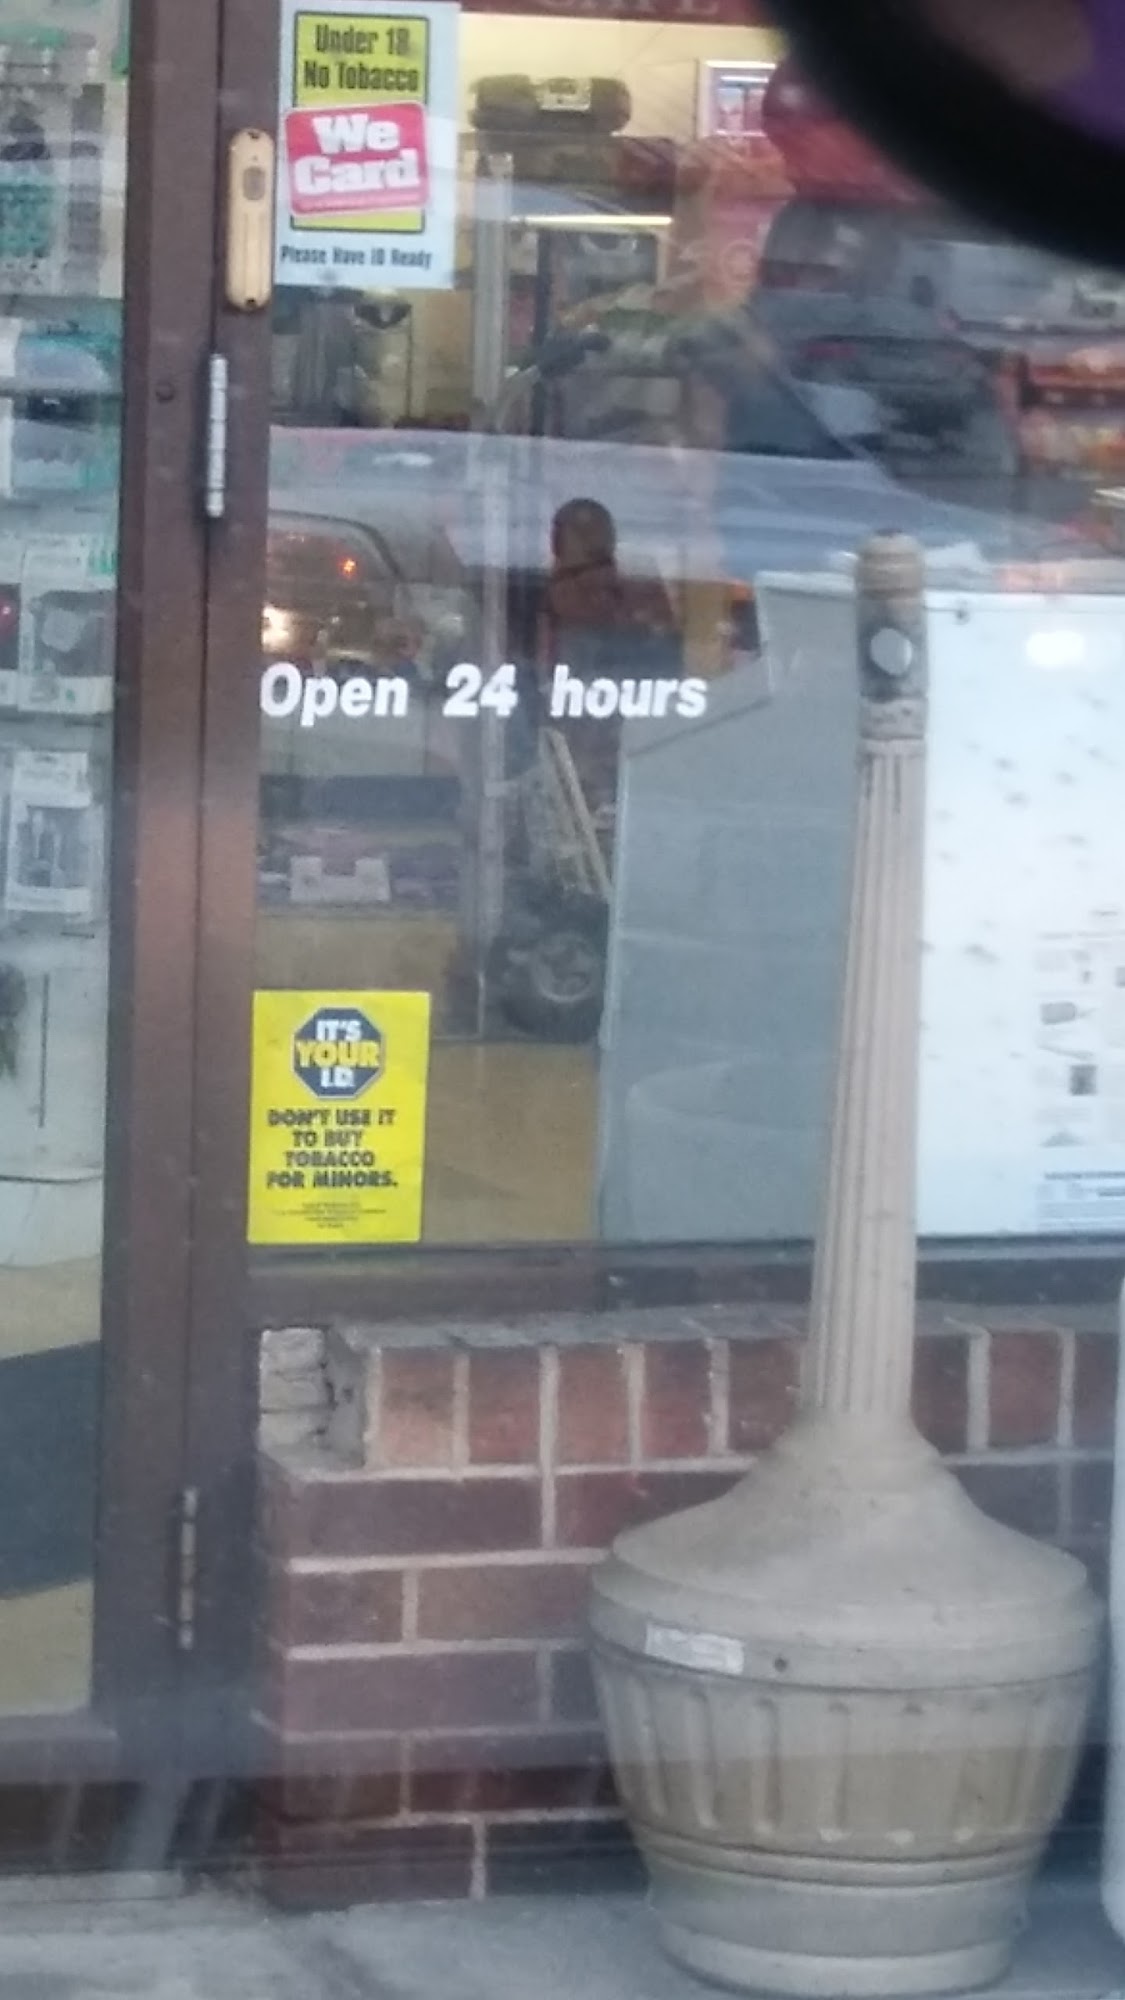 CAFE
Under 18
No Tobacco
We
Card
Please Have ID Ready
Open 24 hours
IT'S
YOUR
I.D.
DON'T USE IT
TO BUY
TOBACCO
FOR MINORS.